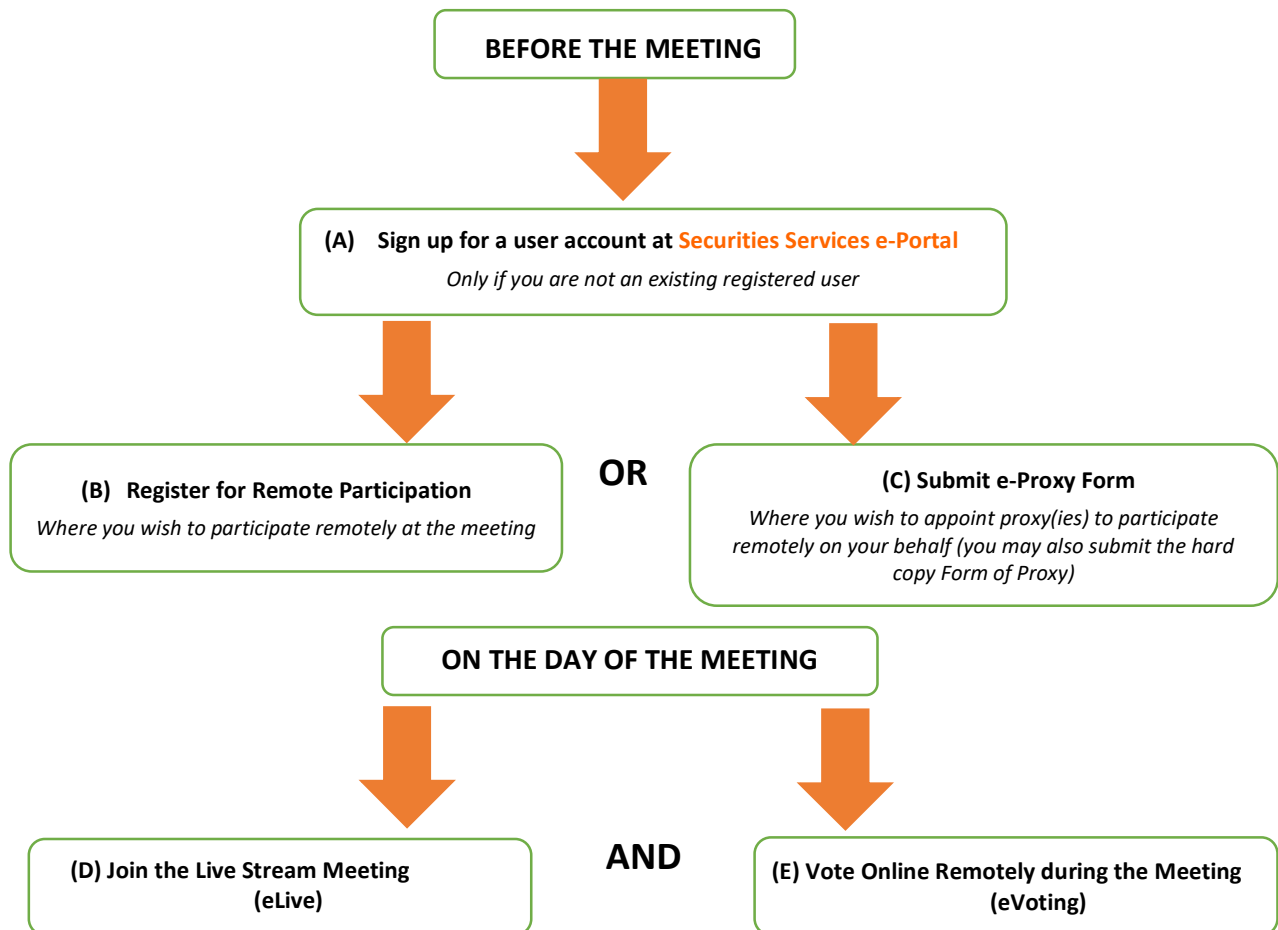 BEFORE THE MEETING
(A) Sign up for a user account at Securities Services e-Portal
Only if you are not an existing registered user
(B) Register for Remote Participation
Where you wish to participate remotely at the meeting
OR
(C) Submit e-Proxy Form
Where you wish to appoint proxy(ies) to participate
remotely on your behalf (you may also submit the hard
copy Form of Proxy)
ON THE DAY OF THE MEETING
(D) Join the Live Stream Meeting
(eLive)
AND
(E) Vote Online Remotely during the Meeting
(eVoting)